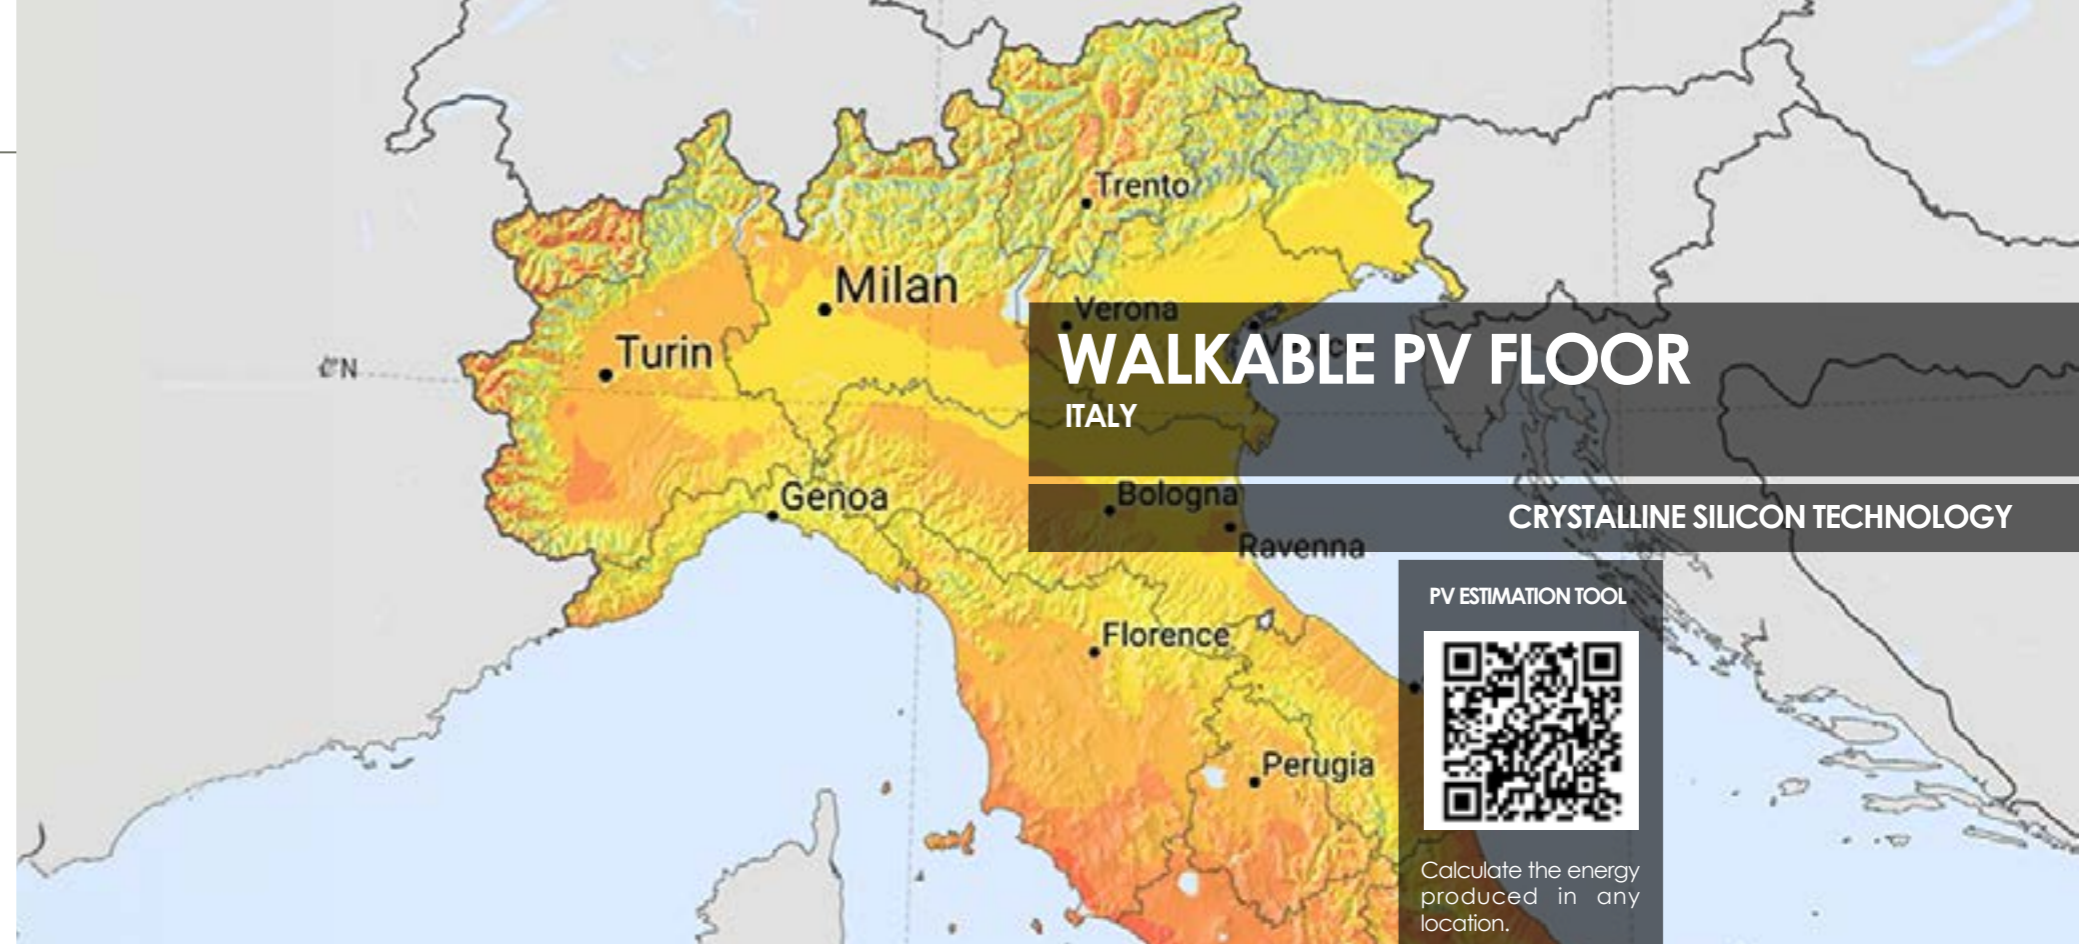 Trento
Milan
Verona
Turin
°N
WALKABLE PV FLOOR
ITALY
Genoa
Bologna
CRYSTALLINE SILICON TECHNOLOGY
Ravenna
PV ESTIMATION TOOL
Florence
Perugia
Calculate the energy
produced in any
location.